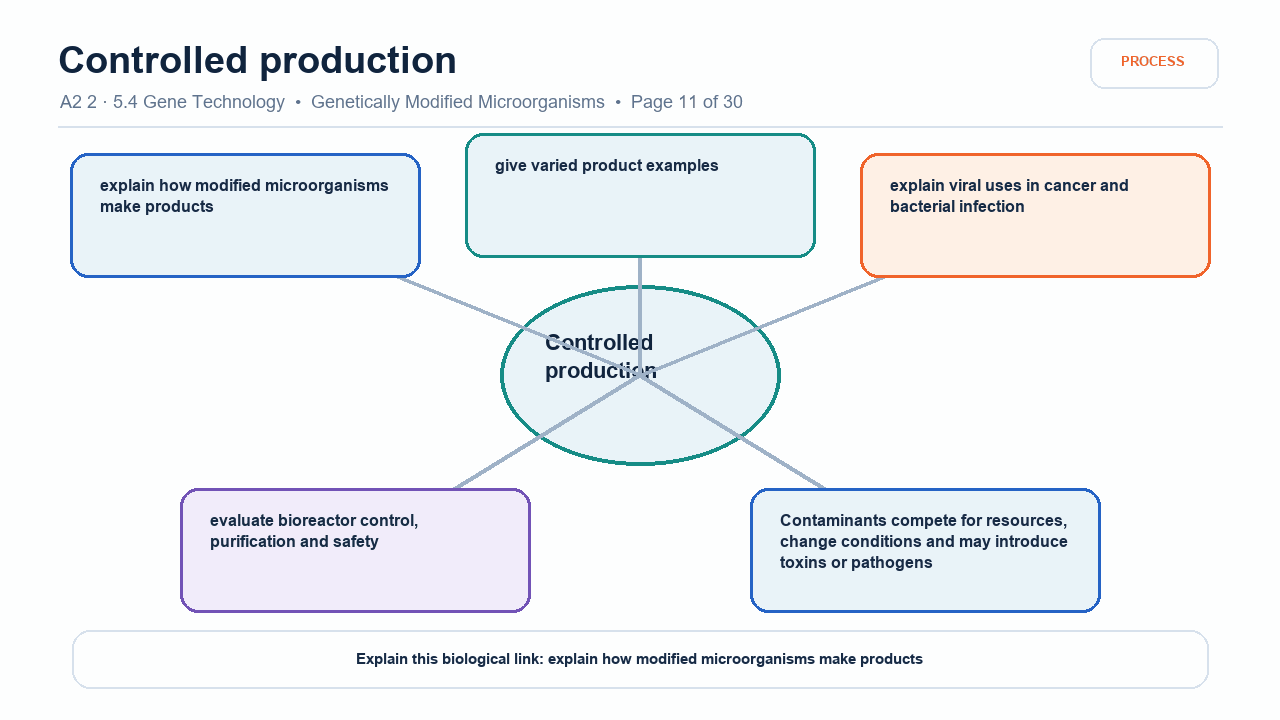 Controlled production
PROCESS
A2 2 · 5.4 Gene Technology • Genetically Modified Microorganisms • Page 11 of 30
explain how modified microorganisms
make products
give varied product examples
explain viral uses in cancer and
bacterial infection
Controlled
production
evaluate bioreactor control,
purification and safety
Contaminants compete for resources,
change conditions and may introduce
toxins or pathogens
Explain this biological link: explain how modified microorganisms make products